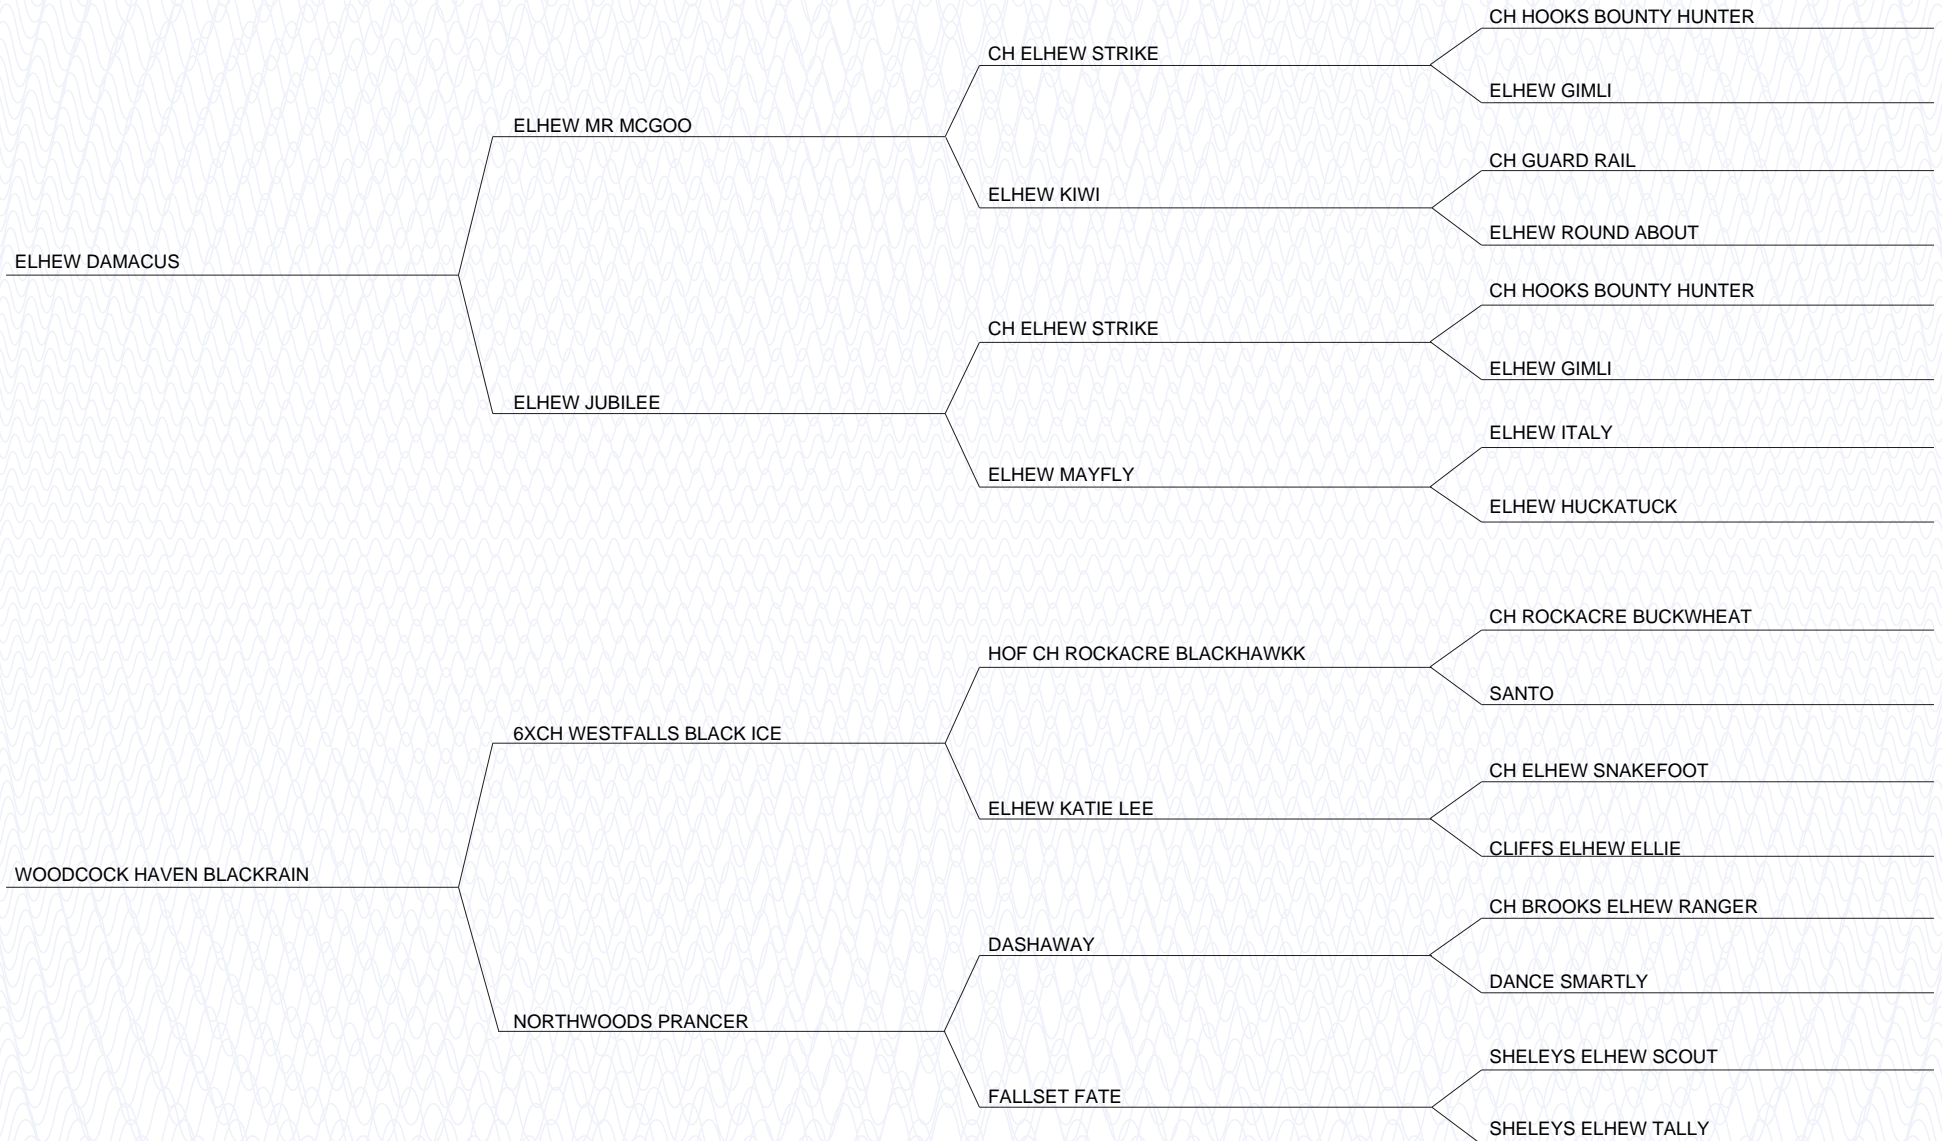 CH HOOKS BOUNTY HUNTER
CH ELHEW STRIKE
ELHEW GIMLI
ELHEW MR MCGOO
CH GUARD RAIL
ELHEW KIWI
ELHEW ROUND ABOUT
ELHEW DAMACUS
CH HOOKS BOUNTY HUNTER
CH ELHEW STRIKE
ELHEW GIMLI
ELHEW JUBILEE
ELHEW ITALY
ELHEW MAYFLY
ELHEW HUCKATUCK
CH ROCKACRE BUCKWHEAT
HOF CH ROCKACRE BLACKHAWKK
SANTO
6XCH WESTFALLS BLACK ICE
CH ELHEW SNAKEFOOT
ELHEW KATIE LEE
CLIFFS ELHEW ELLIE
WOODCOCK HAVEN BLACKRAIN
CH BROOKS ELHEW RANGER
DASHAWAY
DANCE SMARTLY
NORTHWOODS PRANCER
SHELEYS ELHEW SCOUT
FALLSET FATE
SHELEYS ELHEW TALLY